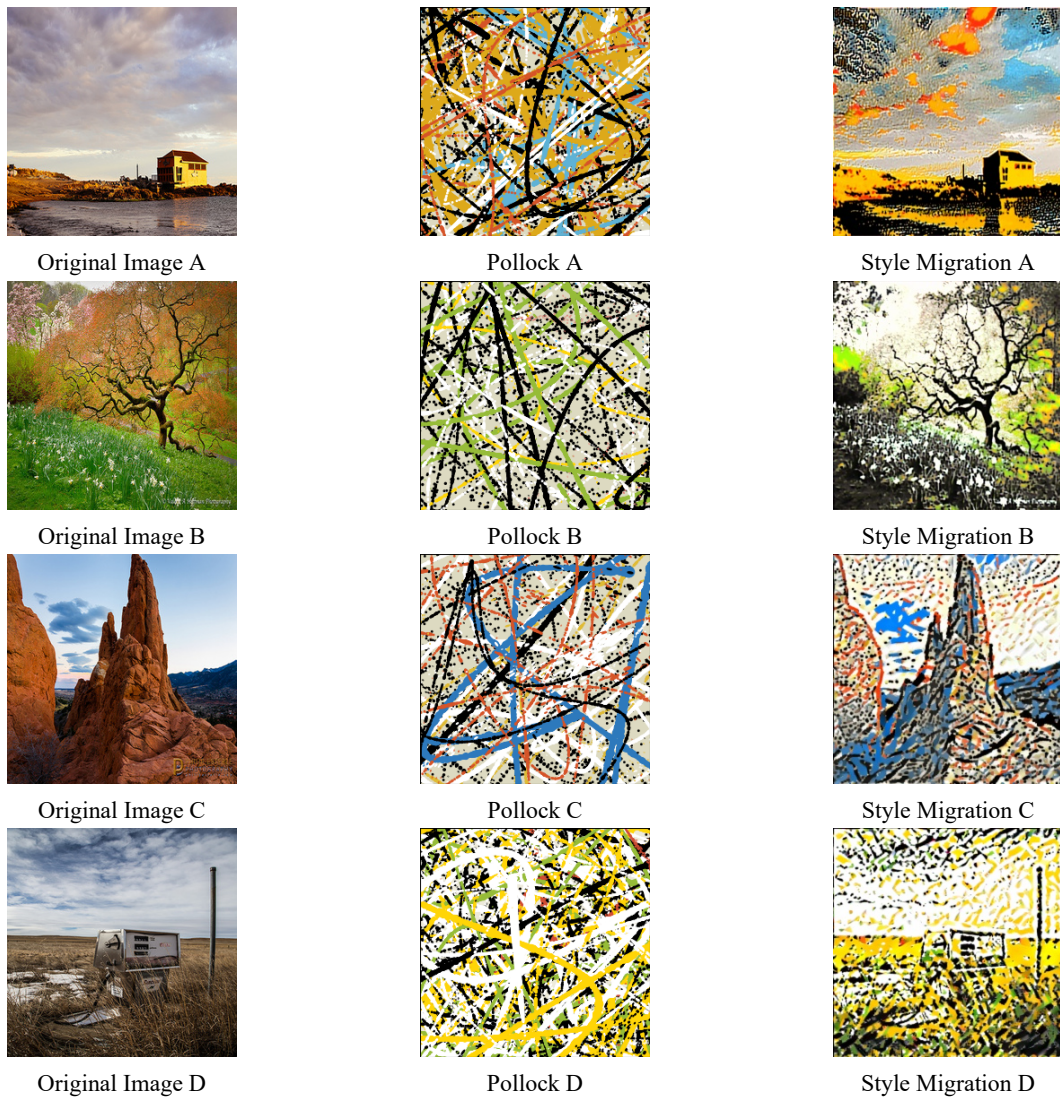 Original Image A
Pollock A
Style Migration A
Original Image B
Pollock B
Style Migration B
Original Image C
Pollock C
Style Migration C
Original Image D
Pollock D
Style Migration D